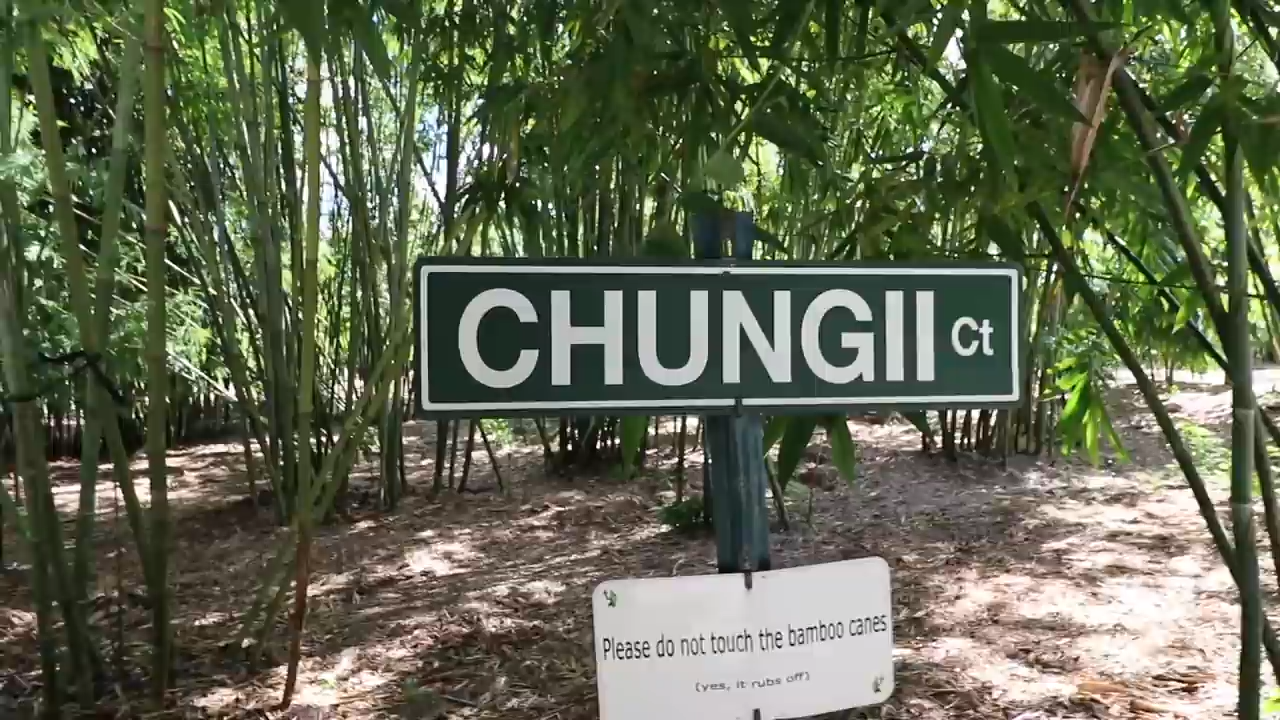 CHUNGII Ct
Please do not touch the bamboo canes
(yes, it rubs off)